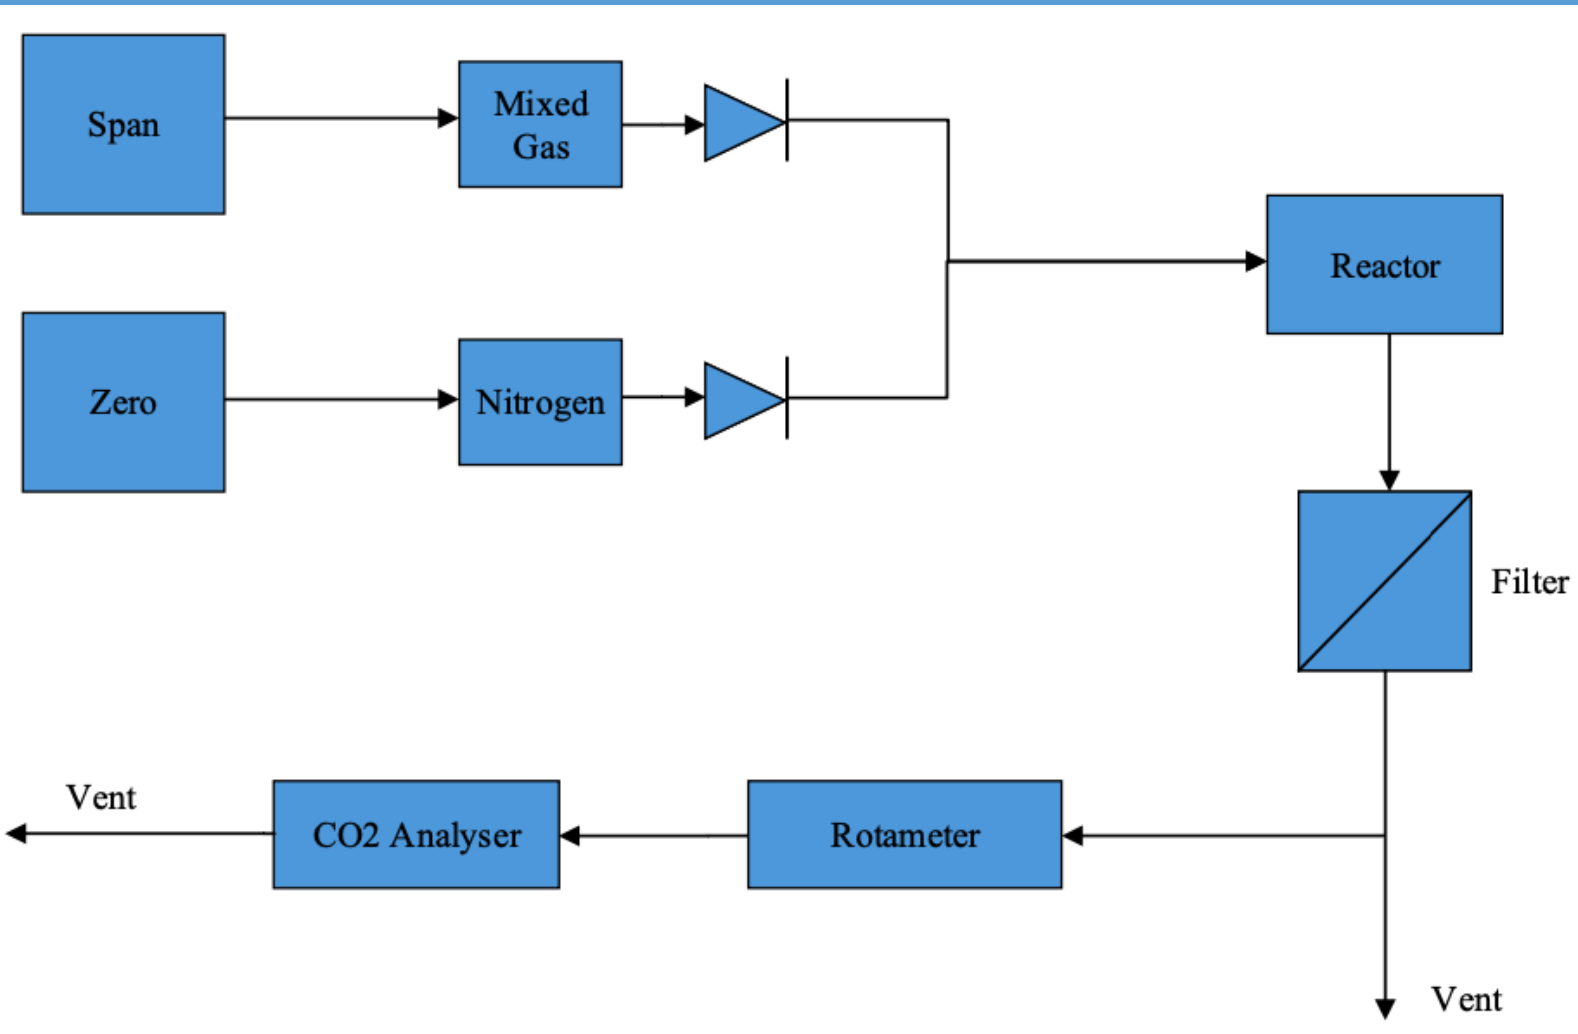 Span
Mixed
Gas
Reactor
Zero
Nitrogen
Filter
Vent
CO2 Analyser
Rotameter
Vent